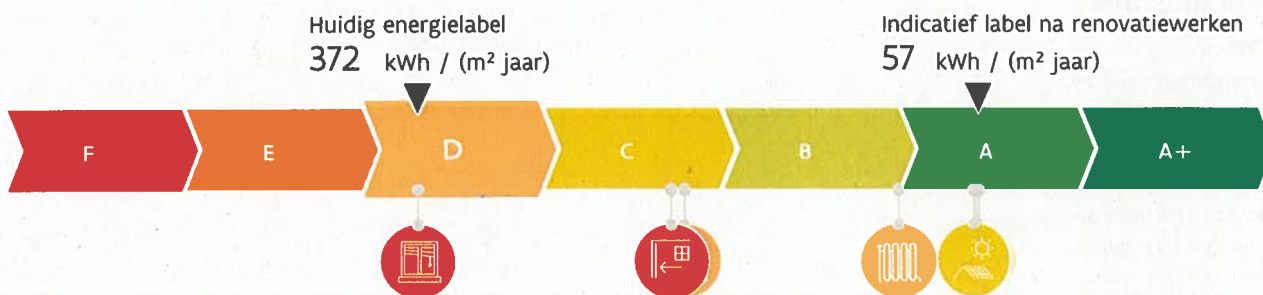 Huidig energielabel
372 kWh / (m² jaar)
Indicatief label na renovatiewerken
57 kWh / (m² jaar)
F E D C B A A+